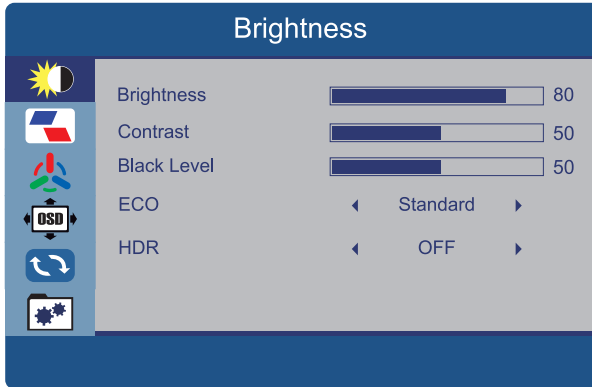 Brightness
Brightness 80
Contrast 50
Black Level 50
ECO Standard
OSD
HDR OFF